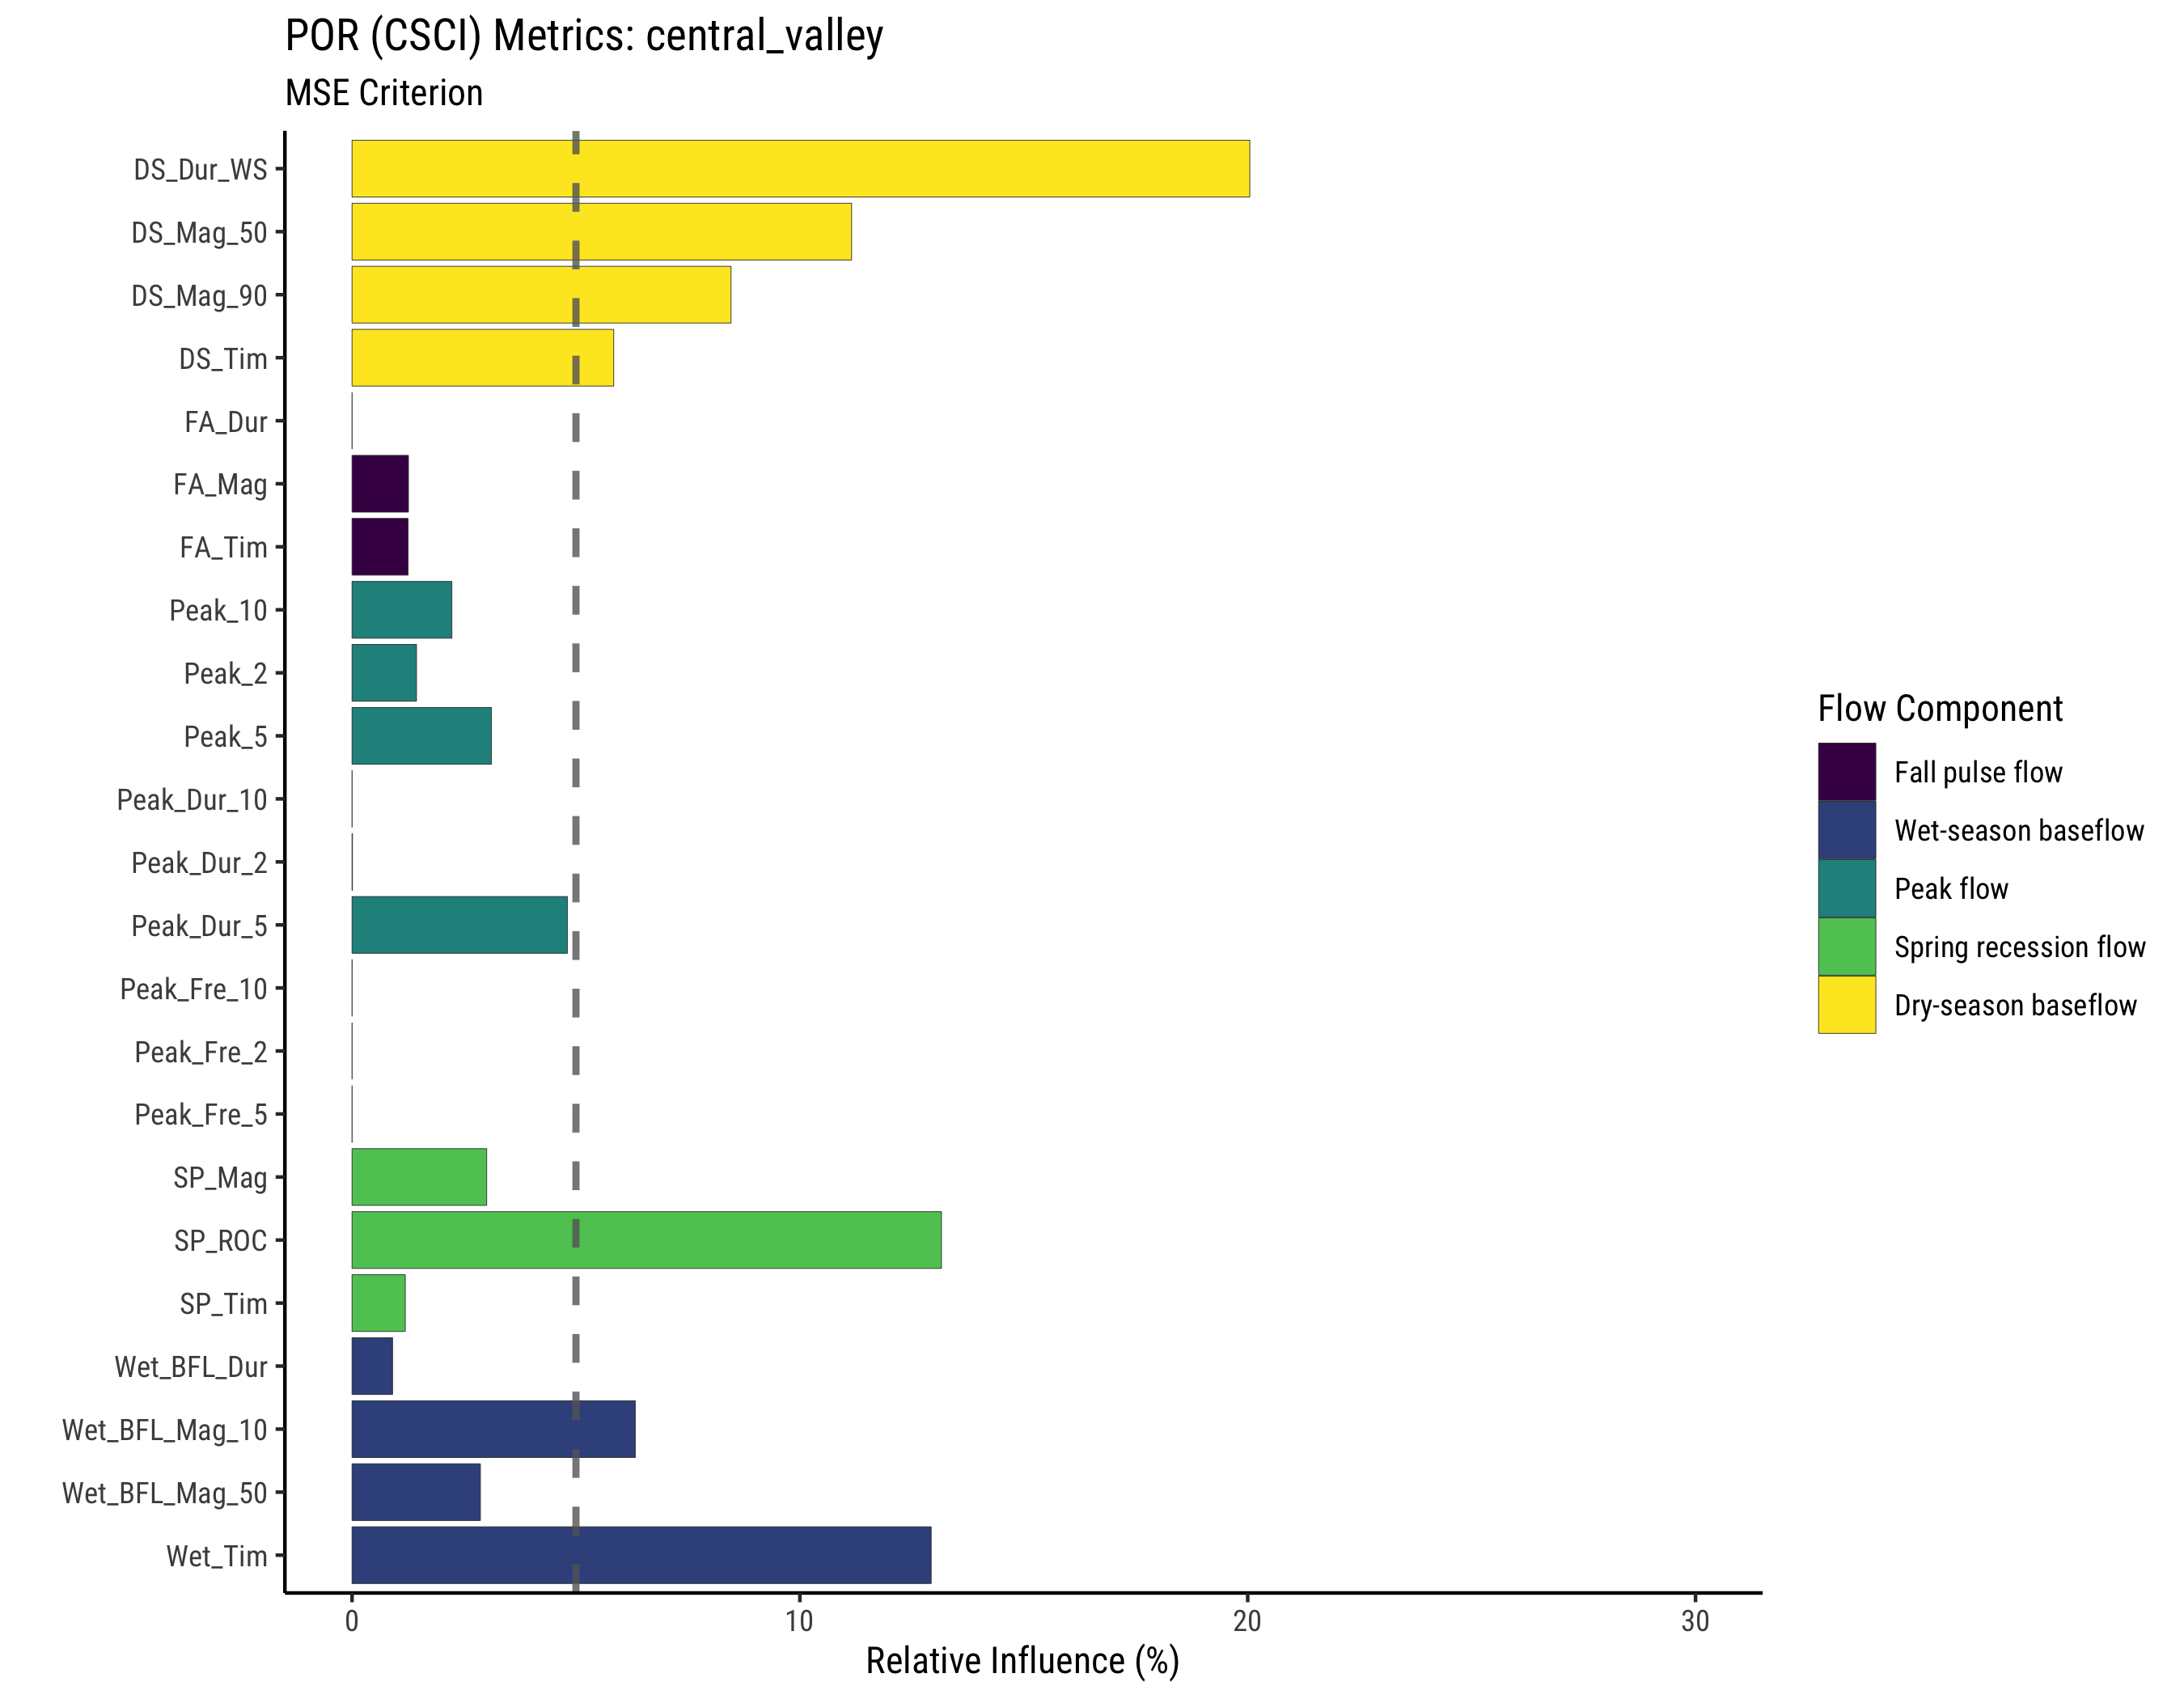 POR (CSCI) Metrics: central_valley
MSE Criterion
DS_Dur_WS
DS_Mag_50
DS_Mag_90
DS_Tim
FA_Dur
FA_Mag
FA_Tim
Peak_10
Peak_2
Peak_5
Peak_Dur_10
Peak_Dur_2
Peak_Dur_5
Peak_Fre_10
Peak_Fre_2
Peak_Fre_5
SP_Mag
SP_ROC
SP_Tim
Wet_BFL_Dur
Wet_BFL_Mag_10
Wet_BFL_Mag_50
Wet_Tim
0 10 20 30
Relative Influence (%)
Flow Component
Fall pulse flow
Wet-season baseflow
Peak flow
Spring recession flow
Dry-season baseflow